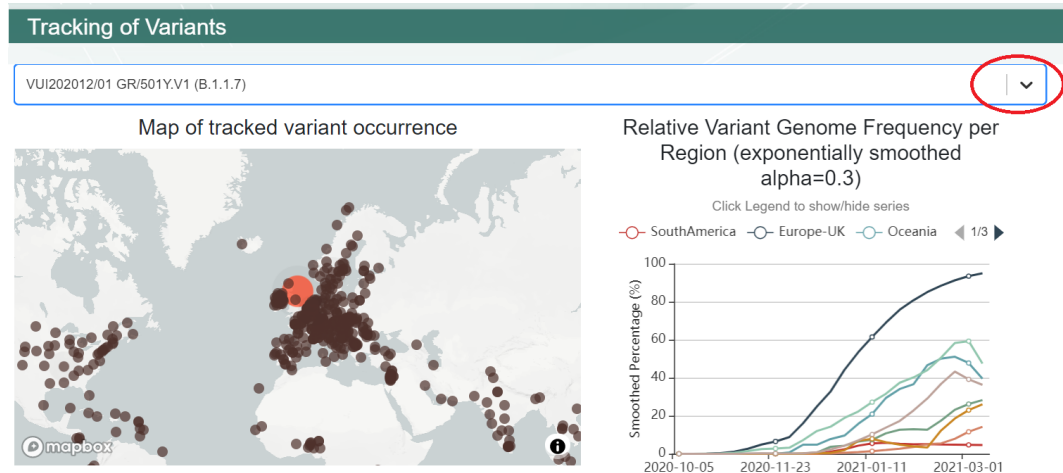 Tracking of Variants
VUI202012/01 GR/501Y.V1 (B.1.1.7)
Map of tracked variant occurrence
mapbox
Relative Variant Genome Frequency per
Region (exponentially smoothed
alpha=0.3)
Click Legend to show/hide series
SouthAmerica Europe-UK Oceania 1/3
Smoothed Percentage (%)
100
80
60
40
20
0
2020-10-05 2020-11-23 2021-01-11 2021-03-01